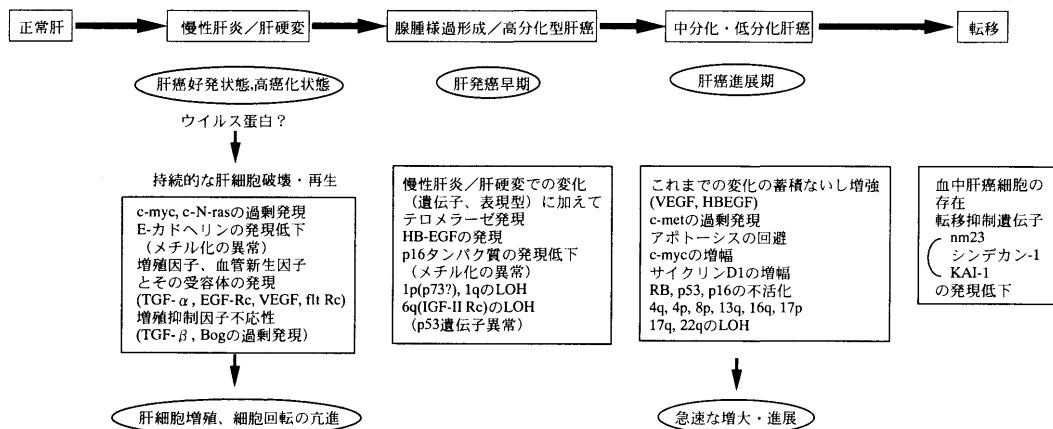 正常肝
慢性肝炎／肝硬変
腺腫様過形成／高分化型肝癌
中分化・低分化肝癌
転移
肝癌好発状態,高癌化状態
肝発癌早期
肝癌進展期
ウイルス蛋白？
持続的な肝細胞破壊・再生
c-myc, c-N-rasの過剰発現
E-カドヘリンの発現低下
（メチル化の異常）
増殖因子、血管新生因子
とその受容体の発現
(TGF-α, EGF-Rc, VEGF, flt Rc)
増殖抑制因子不応性
(TGF-β, Bogの過剰発現）
肝細胞増殖、細胞回転の亢進
慢性肝炎／肝硬変での変化
（遺伝子、表現型）に加えて
テロメラーゼ発現
HB-EGFの発現
p16タンパク質の発現低下
（メチル化の異常）
1p(p73?), 1qのLOH
6q(IGF-II Rc)のLOH
（p53遺伝子異常）
これまでの変化の蓄積ないし増強
(VEGF, HBEGF)
c-metの過剰発現
アポトーシスの回避
c-mycの増幅
サイクリンD1の増幅
RB, p53, p16の不活化
4q, 4p, 8p, 13q, 16q, 17p
17q, 22qのLOH
急速な増大・進展
血中肝癌細胞の
存在
転移抑制遺伝子
nm23
シンデカン-1
KAI-1
の発現低下